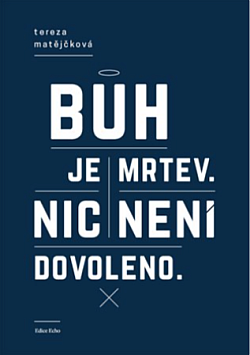 tereza
matějčková
BŮH
JE MRTEV.
NIC NENÍ
DOVOLENO.
Edice Echo